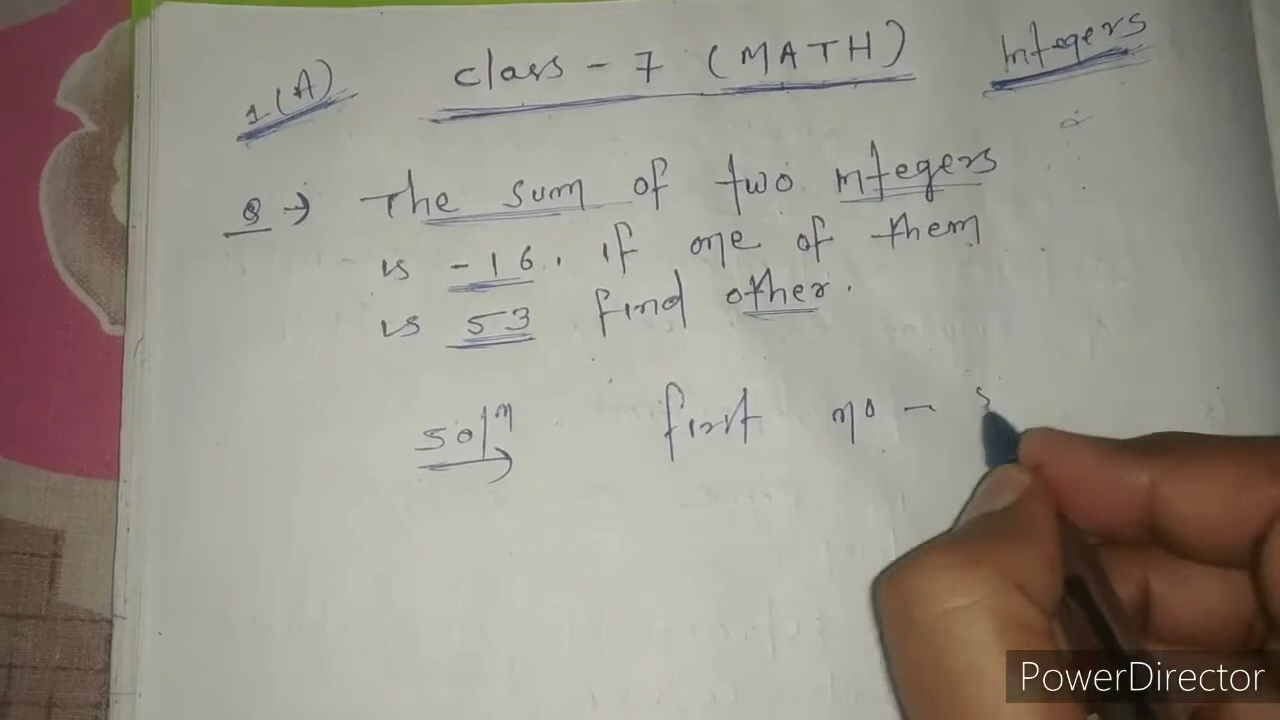 1(A) Class - 7 (MATH) Integers
Q → The sum of two integers
is -16. If one of them
is 53 find other.
Solⁿ first no -
PowerDirector